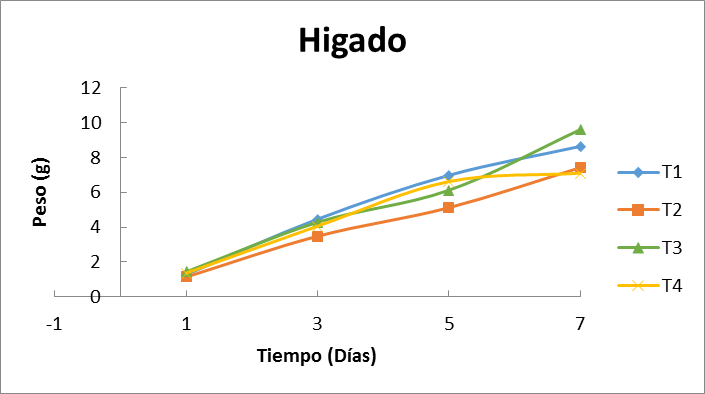 Higado
12
10
8
6
4
2
0
Peso (g)
-1 1 3 5 7
Tiempo (Días)
T1
T2
T3
T4